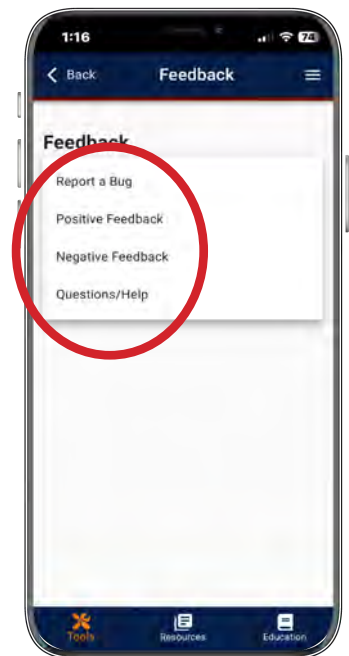 1:16
74
Back Feedback
Feedback
Report a Bug
Positive Feedback
Negative Feedback
Questions/Help
Tools Resources Education